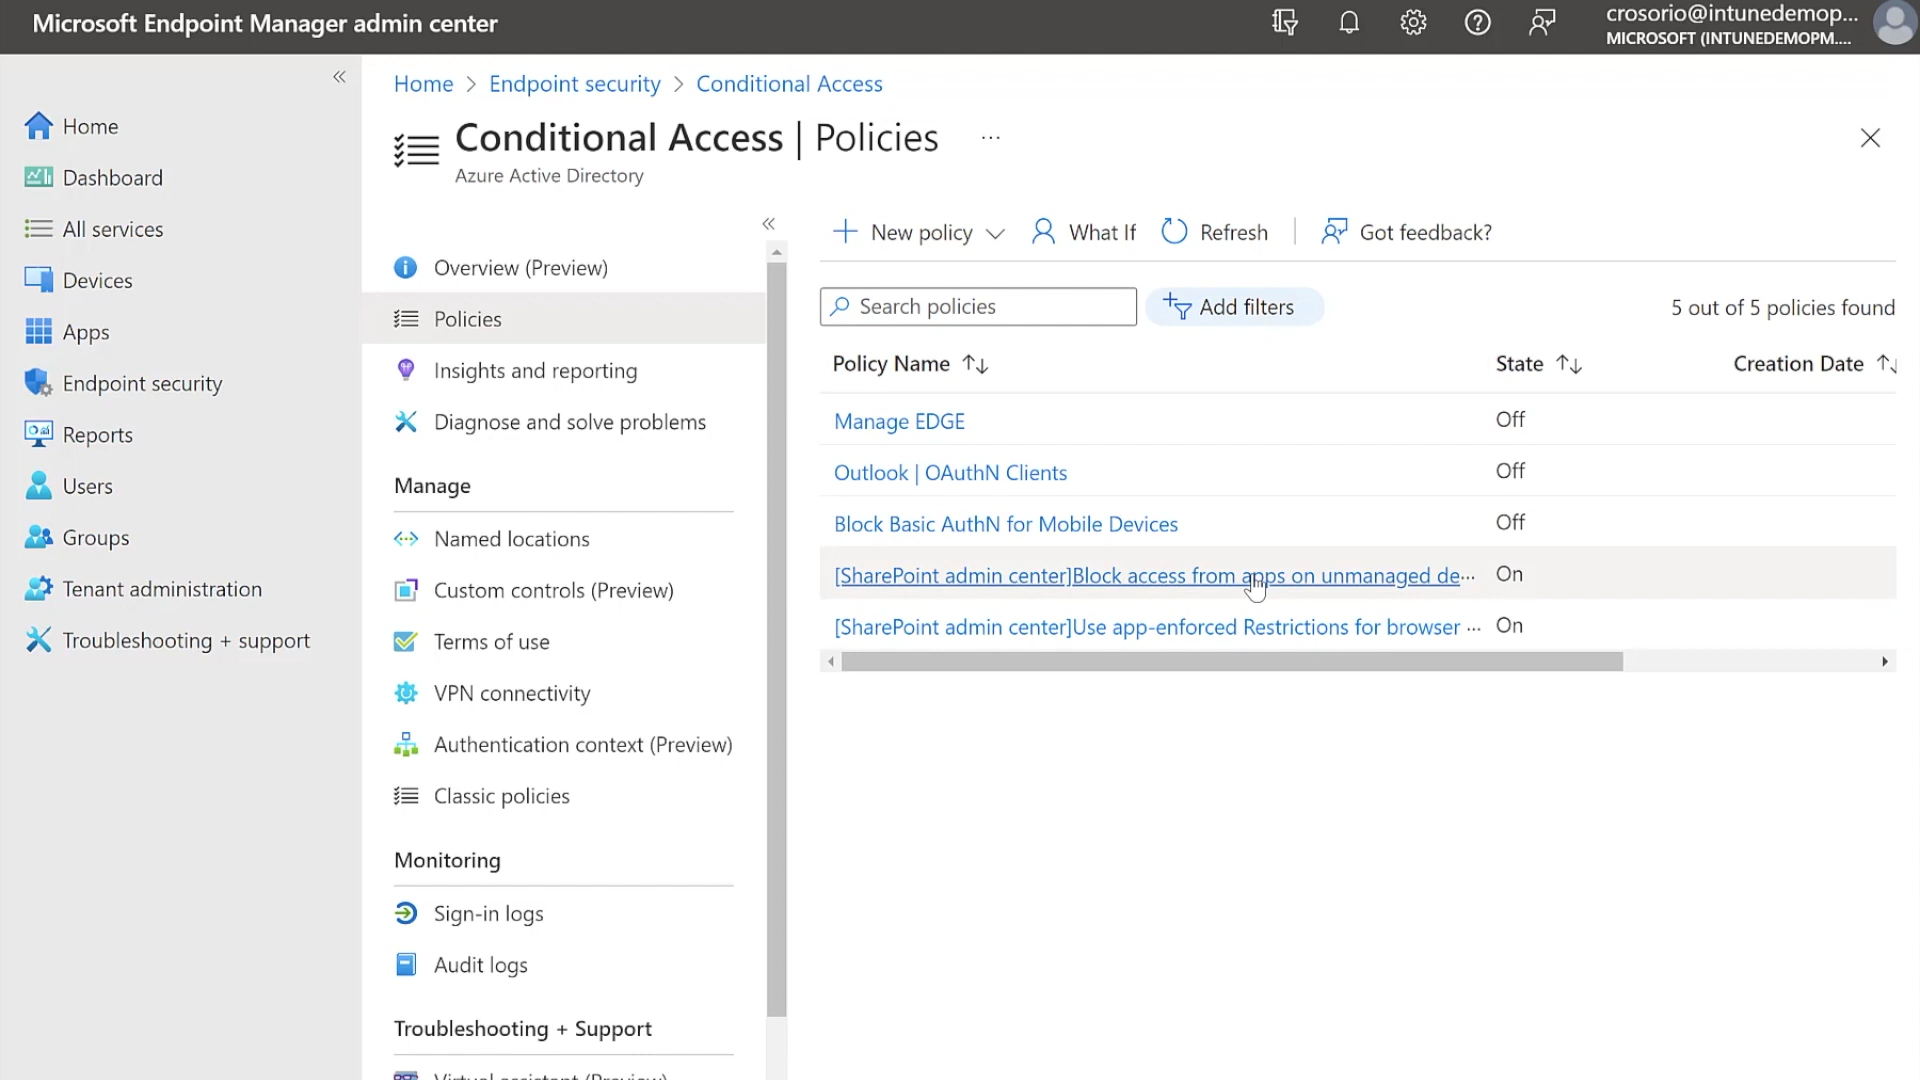 Microsoft Endpoint Manager admin center
crosorio@intunedemop...
MICROSOFT (INTUNEDEMOPM....
Home
Dashboard
All services
Devices
Apps
Endpoint security
Reports
Users
Groups
Tenant administration
Troubleshooting + support
Home > Endpoint security > Conditional Access
Conditional Access | Policies ...
Azure Active Directory
Overview (Preview)
Policies
Insights and reporting
Diagnose and solve problems
Manage
Named locations
Custom controls (Preview)
Terms of use
VPN connectivity
Authentication context (Preview)
Classic policies
Monitoring
Sign-in logs
Audit logs
Troubleshooting + Support
Virtual assistant (Preview)
New policy What If Refresh Got feedback?
Search policies Add filters 5 out of 5 policies found
Policy Name State Creation Date
Manage EDGE Off
Outlook | OAuthN Clients Off
Block Basic AuthN for Mobile Devices Off
[SharePoint admin center]Block access from apps on unmanaged de... On
[SharePoint admin center]Use app-enforced Restrictions for browser ... On